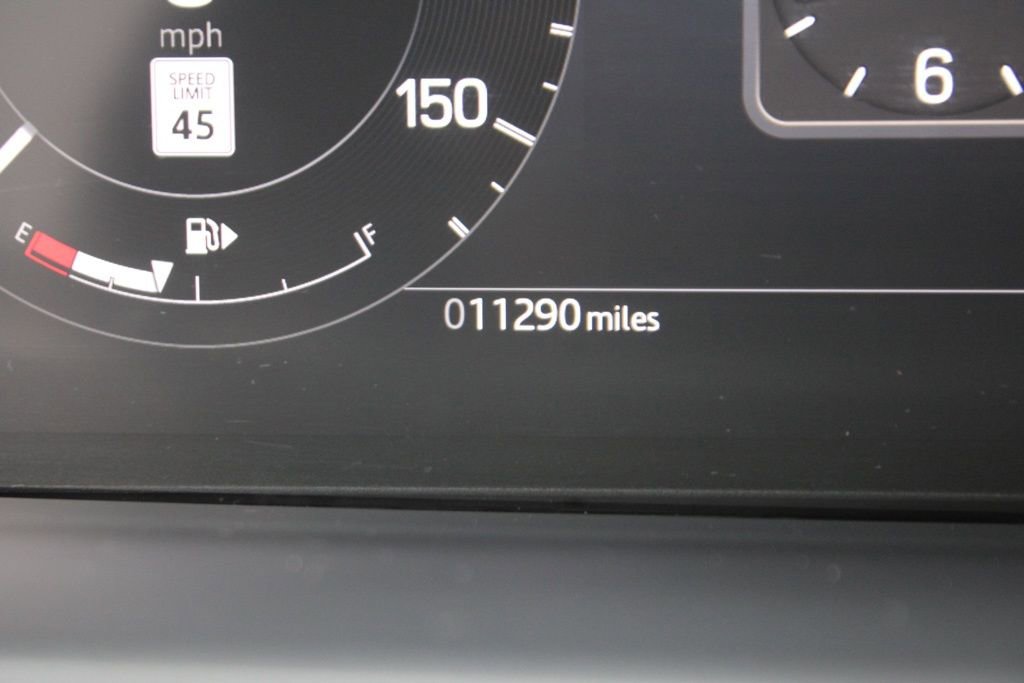 mph
SPEED
LIMIT
45
150
6
E
F
011290 miles